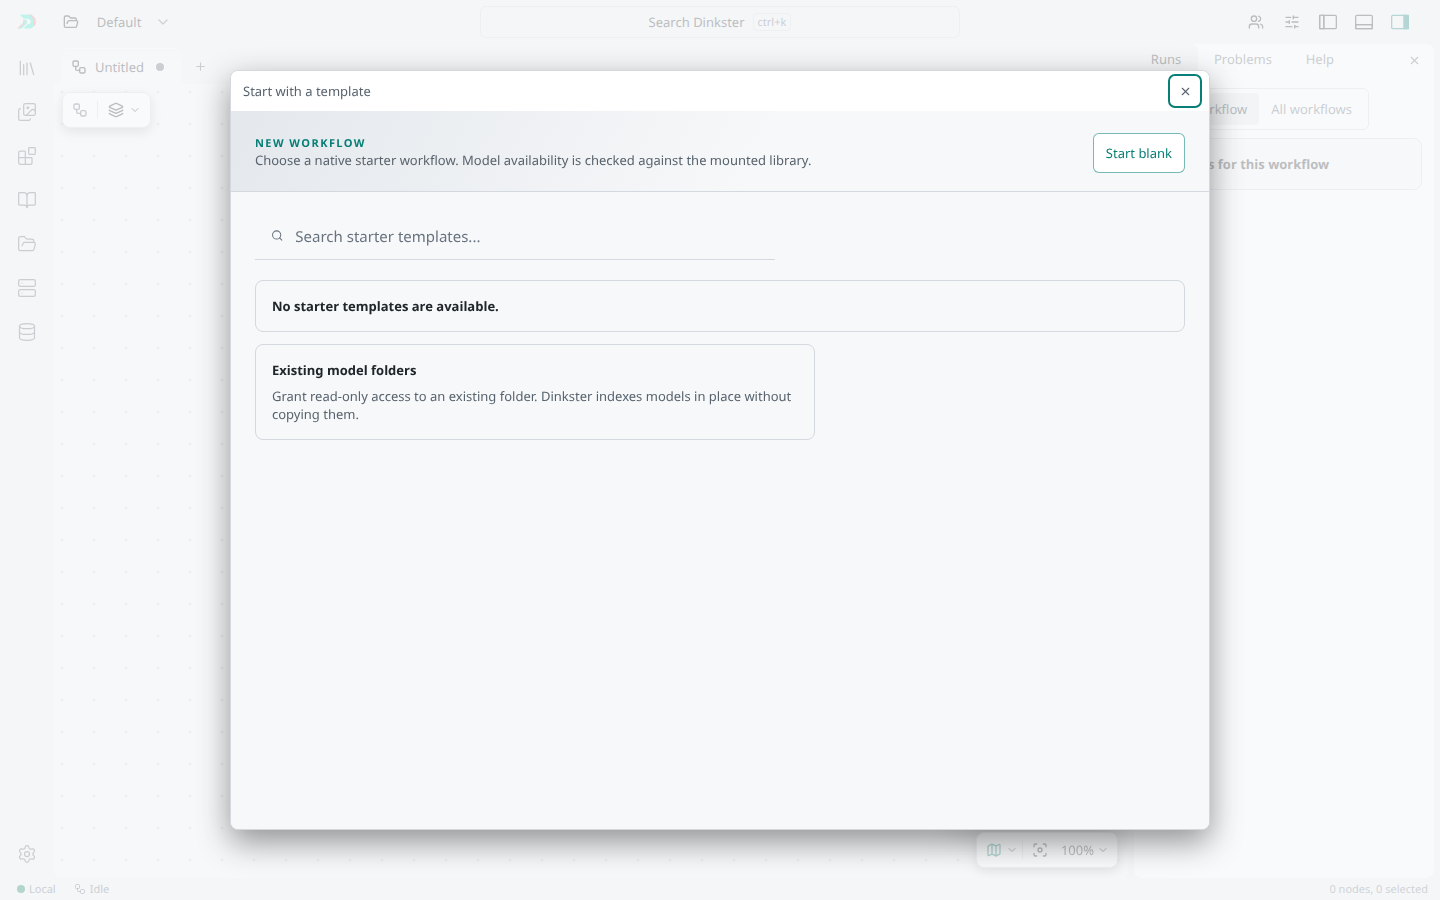 Default
Search Dinkster ctrl+k
Untitled
Runs Problems Help
Start with a template
NEW WORKFLOW
Choose a native starter workflow. Model availability is checked against the mounted library.
Start blank
All workflows
for this workflow
Search starter templates...
No starter templates are available.
Existing model folders
Grant read-only access to an existing folder. Dinkster indexes models in place without
copying them.
100%
Local Idle
0 nodes, 0 selected